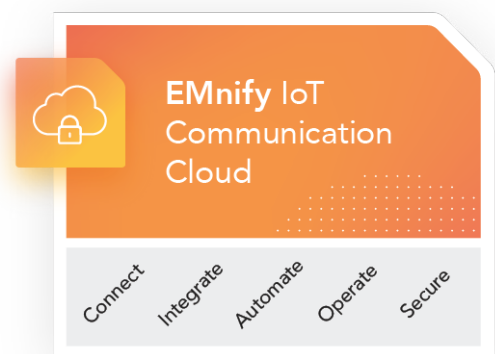 EMnify IoT
Communication
Cloud
Connect
Integrate
Automate
Operate
Secure